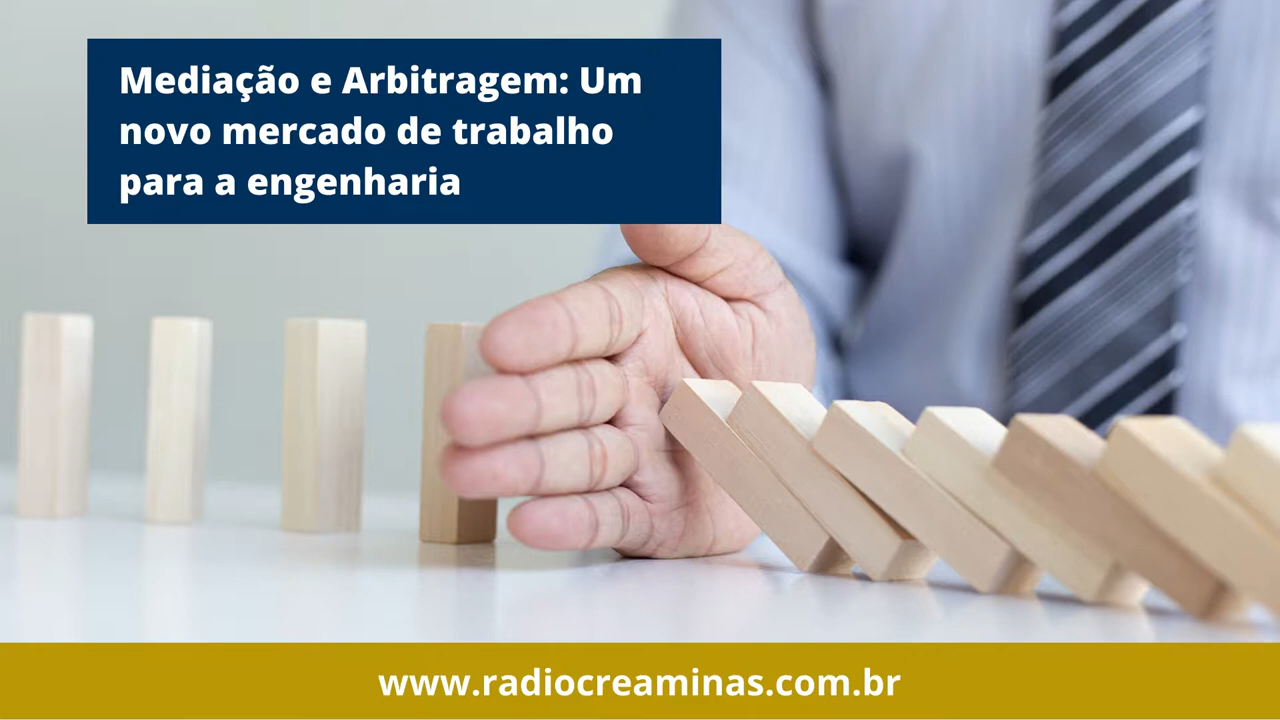 Mediação e Arbitragem: Um
novo mercado de trabalho
para a engenharia
www.radiocreaminas.com.br